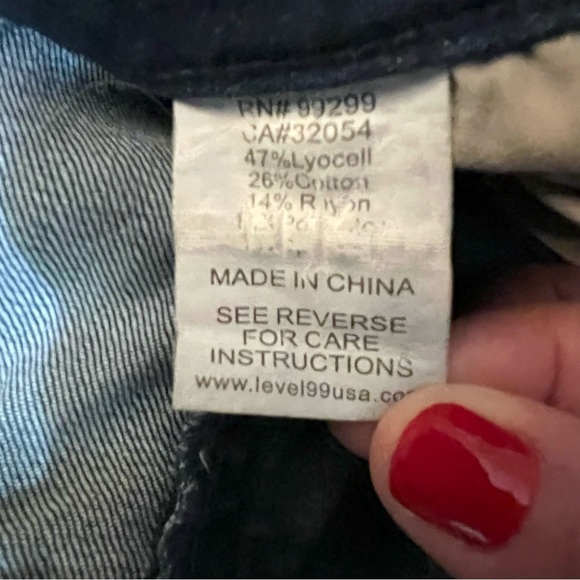 RN# 99299
CA#32054
47%Lyocell
26%Cotton
14% Rayon
MADE IN CHINA
SEE REVERSE
FOR CARE
INSTRUCTIONS
www.level99usa.co